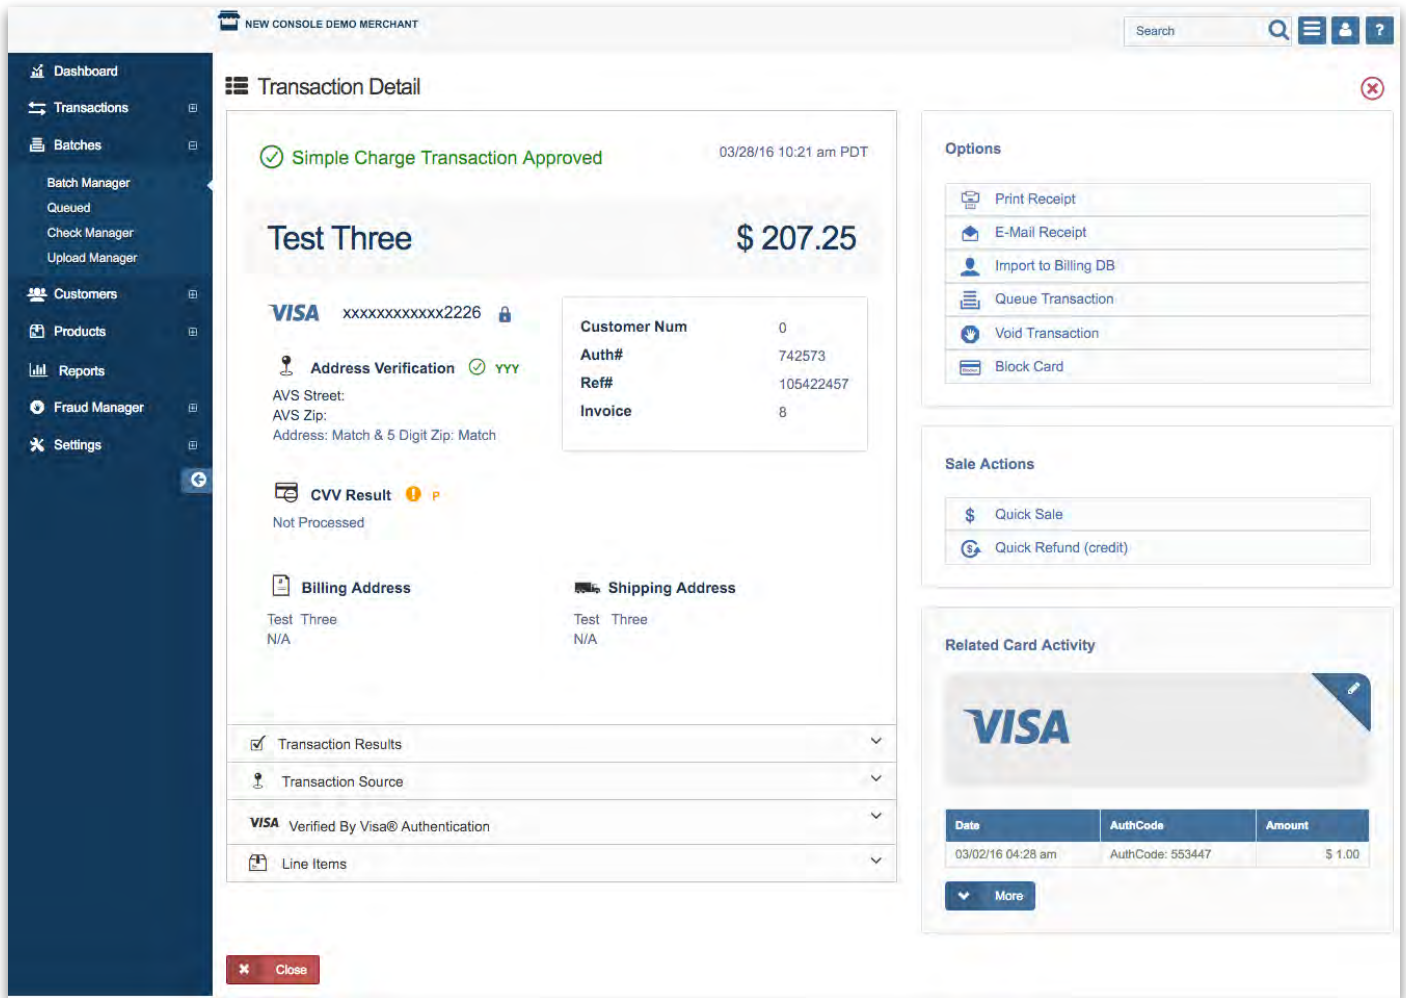 NEW CONSOLE DEMO MERCHANT
Search
?
Dashboard
Transactions
Batches
Batch Manager
Queued
Check Manager
Upload Manager
Customers
Products
Reports
Fraud Manager
Settings
Transaction Detail
Simple Charge Transaction Approved
03/28/16 10:21 am PDT
Test Three
$ 207.25
VISA xxxxxxxxxxxx2226
Address Verification YYY
AVS Street:
AVS Zip:
Address: Match & 5 Digit Zip: Match
Customer Num 0
Auth# 742573
Ref# 105422457
Invoice 8
CVV Result P
Not Processed
Billing Address
Test Three
N/A
Shipping Address
Test Three
N/A
Transaction Results
Transaction Source
VISA Verified By Visa® Authentication
Line Items
Close
Options
Print Receipt
E-Mail Receipt
Import to Billing DB
Queue Transaction
Void Transaction
Block Card
Sale Actions
$ Quick Sale
Quick Refund (credit)
Related Card Activity
VISA
Date AuthCode Amount
03/02/16 04:28 am AuthCode: 553447 $ 1.00
More